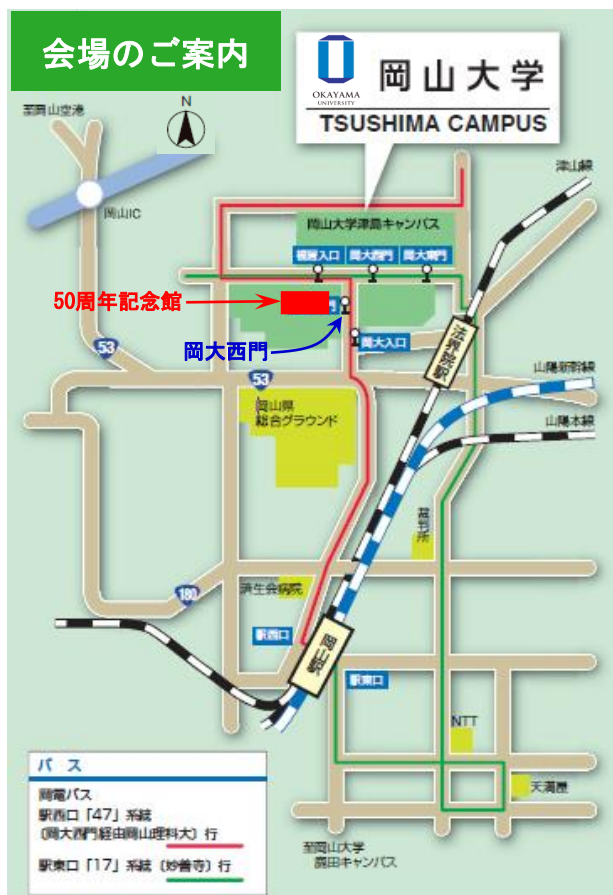 会場のご案内
OKAYAMA
UNIVERSITY
岡山大学
TSUSHIMA CAMPUS
N
至岡山空港
津山線
岡山IC
岡山大学津島キャンパス
福居入口
岡大西門
岡大東門
50周年記念館
門
岡大西門
岡大入口
法界院駅
53
53
山陽新幹線
山陽本線
岡山県
総合グラウンド
裁判所
180
済生会病院
駅西口
岡山駅
駅東口
NTT
天満屋
バス
岡電バス
駅西口「47」系統
〔岡大西門経由岡山理科大〕行
駅東口「17」系統〔妙善寺〕行
至岡山大学
鹿田キャンパス